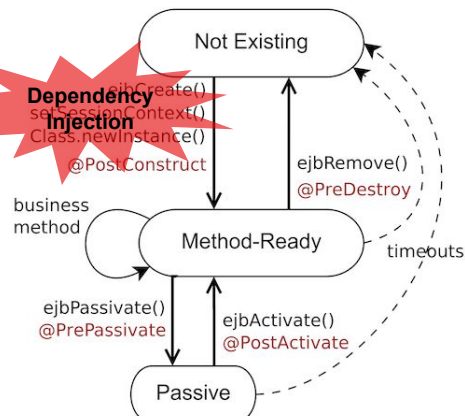 Not Existing
ejbCreate()
Dependency
setSessionContext()
Injection
Class.newInstance()
@PostConstruct
ejbRemove()
@PreDestroy
business
method
Method-Ready
timeouts
ejbPassivate()
@PrePassivate
ejbActivate()
@PostActivate
Passive